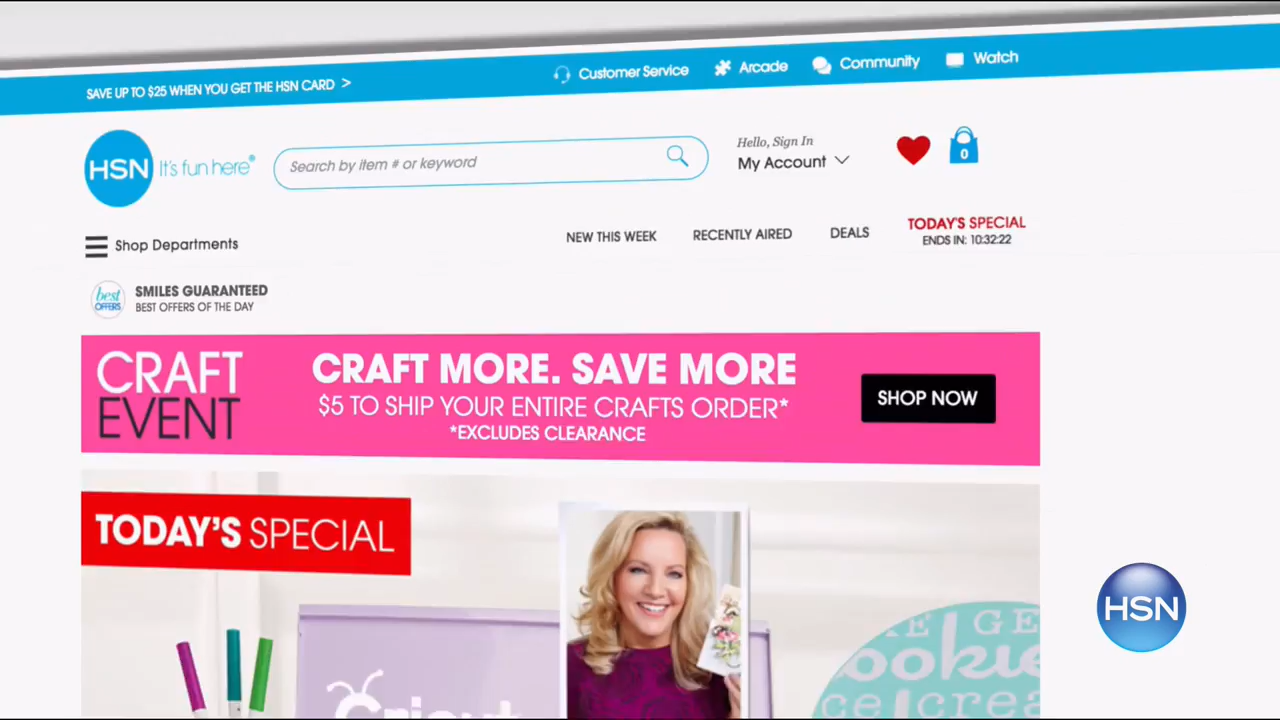 SAVE UP TO $25 WHEN YOU GET THE HSN CARD >
Customer Service
Arcade
Community
Watch
HSN It's fun here®
Search by item # or keyword
Hello, Sign In
My Account
0
Shop Departments
NEW THIS WEEK
RECENTLY AIRED
DEALS
TODAY'S SPECIAL
ENDS IN: 10:32:22
best
OFFERS
SMILES GUARANTEED
BEST OFFERS OF THE DAY
CRAFT
EVENT
CRAFT MORE. SAVE MORE
$5 TO SHIP YOUR ENTIRE CRAFTS ORDER*
*EXCLUDES CLEARANCE
SHOP NOW
TODAY'S SPECIAL
Cricut
HSN